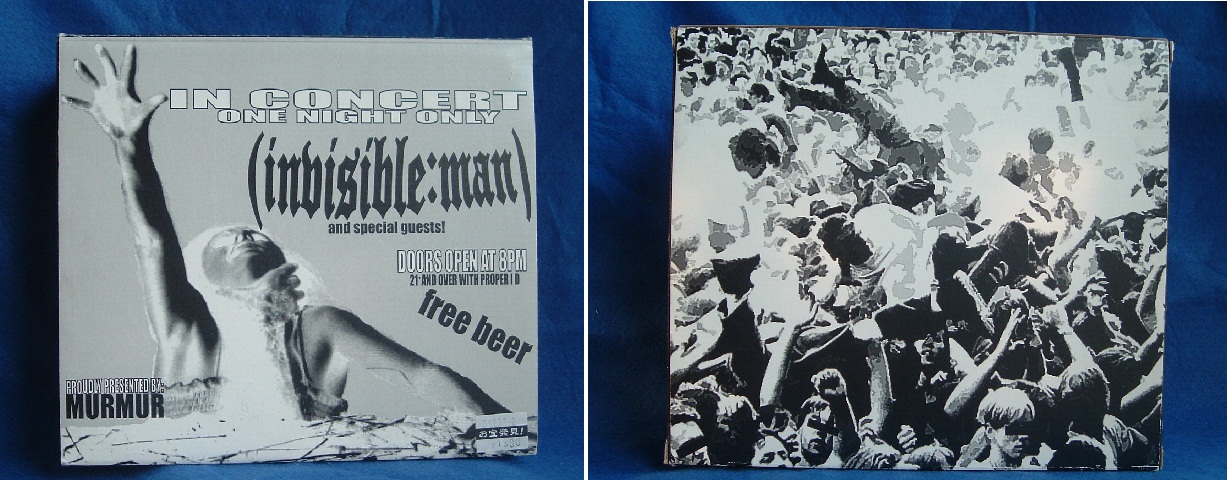 IN CONCERT
ONE NIGHT ONLY
(invisible:man)
and special guests!
DOORS OPEN AT 8PM
21 AND OVER WITH PROPER I D
free beer
PROUDLY PRESENTED BY:
MURMUR
お宝発見!